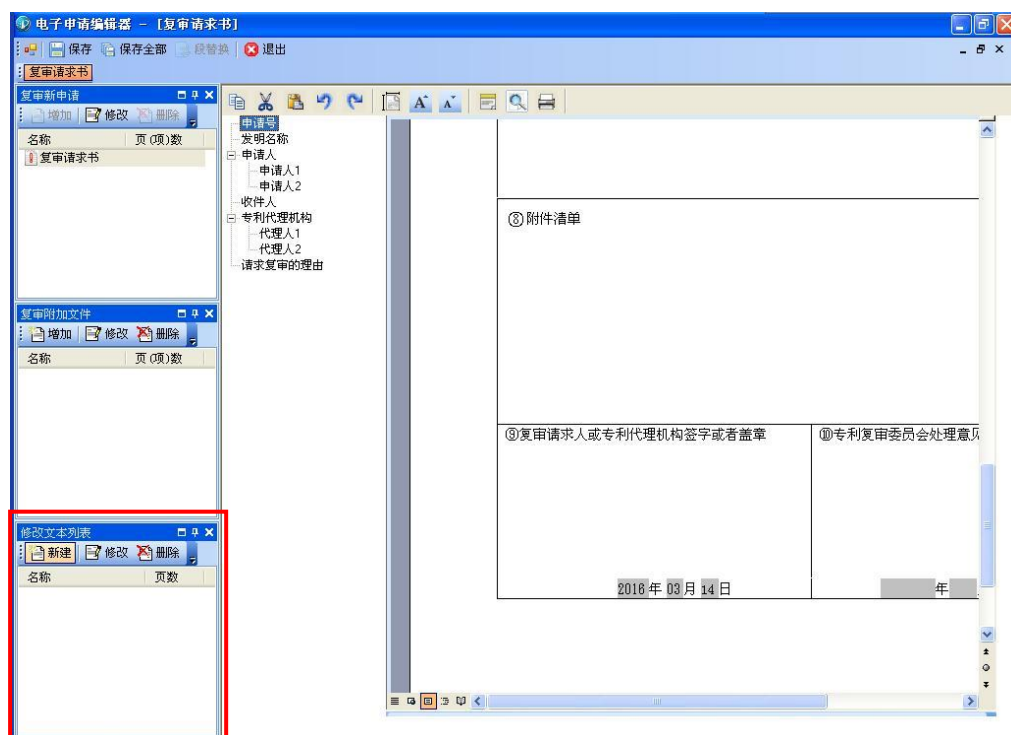 电子申请编辑器 - [复审请求书]
保存 保存全部 段替换 退出
复审请求书
复审新申请
增加 修改 删除
名称 页(项)数
复审请求书
申请号
发明名称
申请人
申请人1
申请人2
收件人
专利代理机构
代理人1
代理人2
请求复审的理由
复审附加文件
增加 修改 删除
名称 页(项)数
修改文本列表
新建 修改 删除
名称 页数
⑧附件清单
⑨复审请求人或专利代理机构签字或者盖章
⑩专利复审委员会处理意见
2016 年 03 月 14 日
年